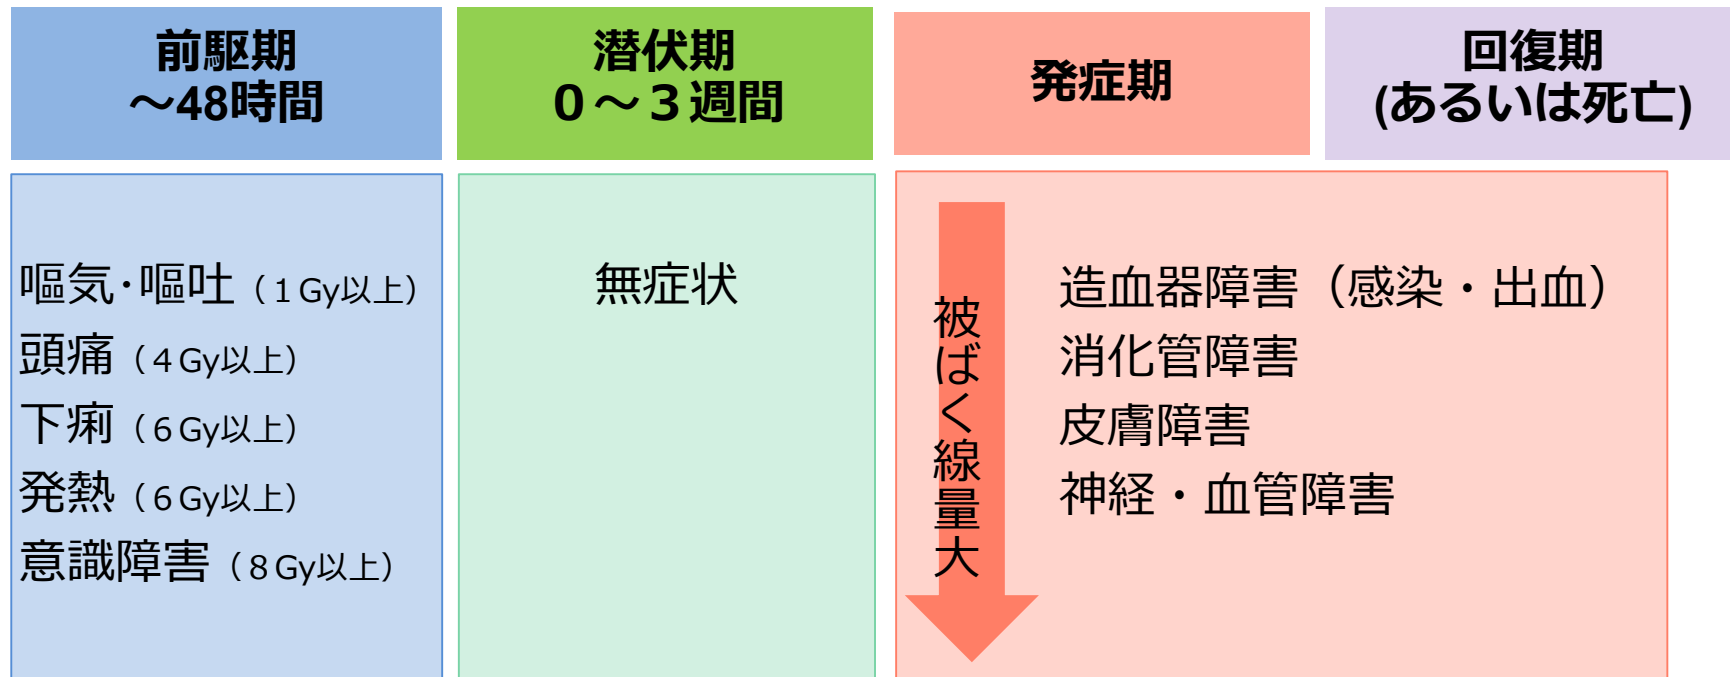 前駆期
～48時間
潜伏期
０～３週間
発症期
回復期
(あるいは死亡)
嘔気･嘔吐（１Gy以上）
頭痛（４Gy以上）
下痢（６Gy以上）
発熱（６Gy以上）
意識障害（８Gy以上）
無症状
被ばく線量大
造血器障害（感染・出血）
消化管障害
皮膚障害
神経・血管障害